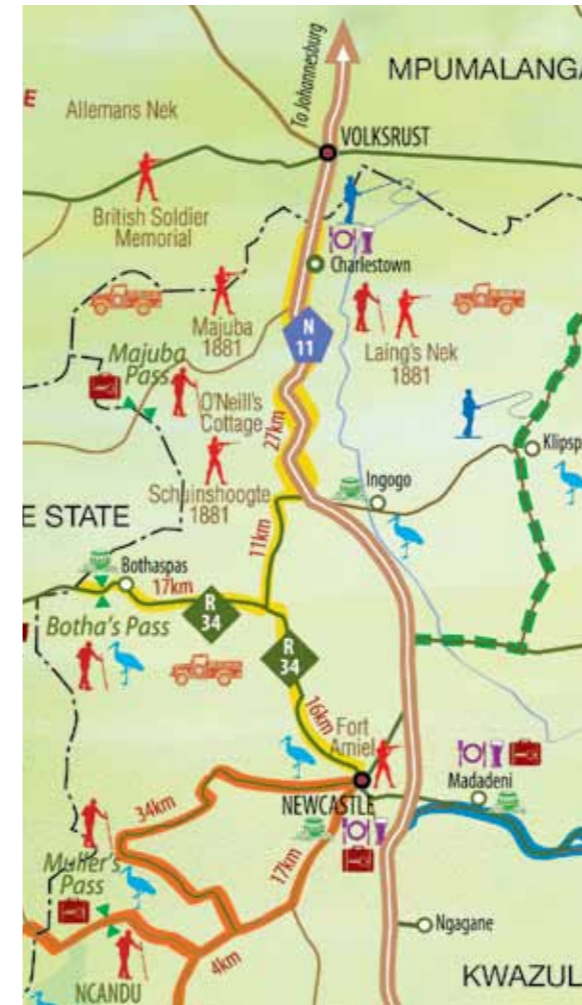 To Johannesburg
MPUMALANGA
E
Allemans Nek
VOLKSRUST
British Soldier
Memorial
Charlestown
Majuba
1881
N
11
Laing's Nek
1881
Majuba
Pass
O'Neill's
Cottage
27km
Klipsp
Schuinshoogte
1881
Ingogo
E STATE
11km
Bothaspas
17km
R
34
Botha's Pass
R
34
16km
Fort
Amiel
Madadeni
NEWCASTLE
34km
17km
Muller's
Pass
Ngagane
4km
NCANDU
KWAZUL